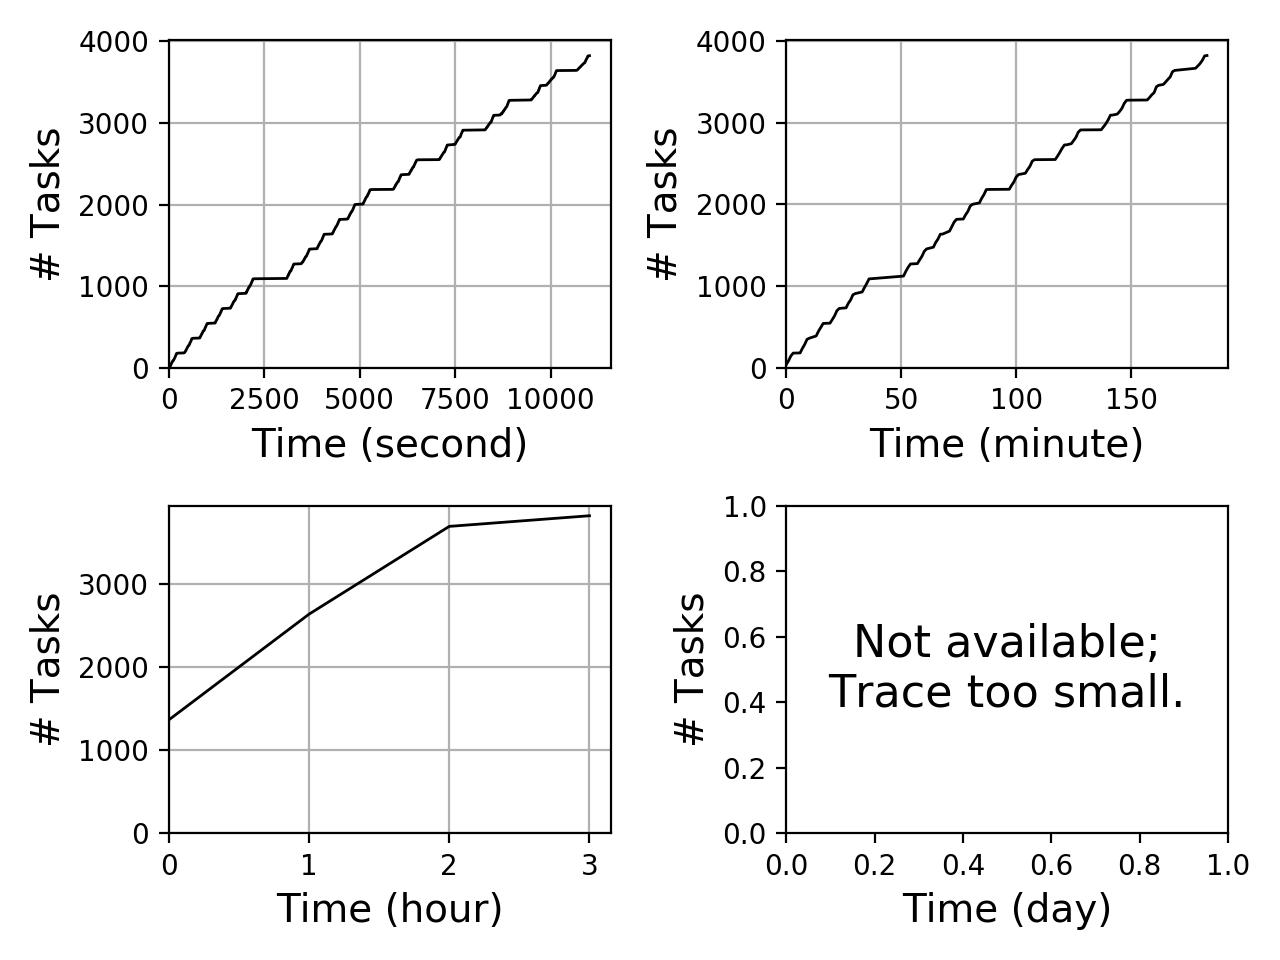 4000
3000
2000
1000
0
# Tasks
0 2500 5000 7500 10000
Time (second)
4000
3000
2000
1000
0
# Tasks
0 50 100 150
Time (minute)
3000
2000
1000
0
# Tasks
0 1 2 3
Time (hour)
1.0
0.8
0.6
0.4
0.2
0.0
# Tasks
Not available;
Trace too small.
0.0 0.2 0.4 0.6 0.8 1.0
Time (day)